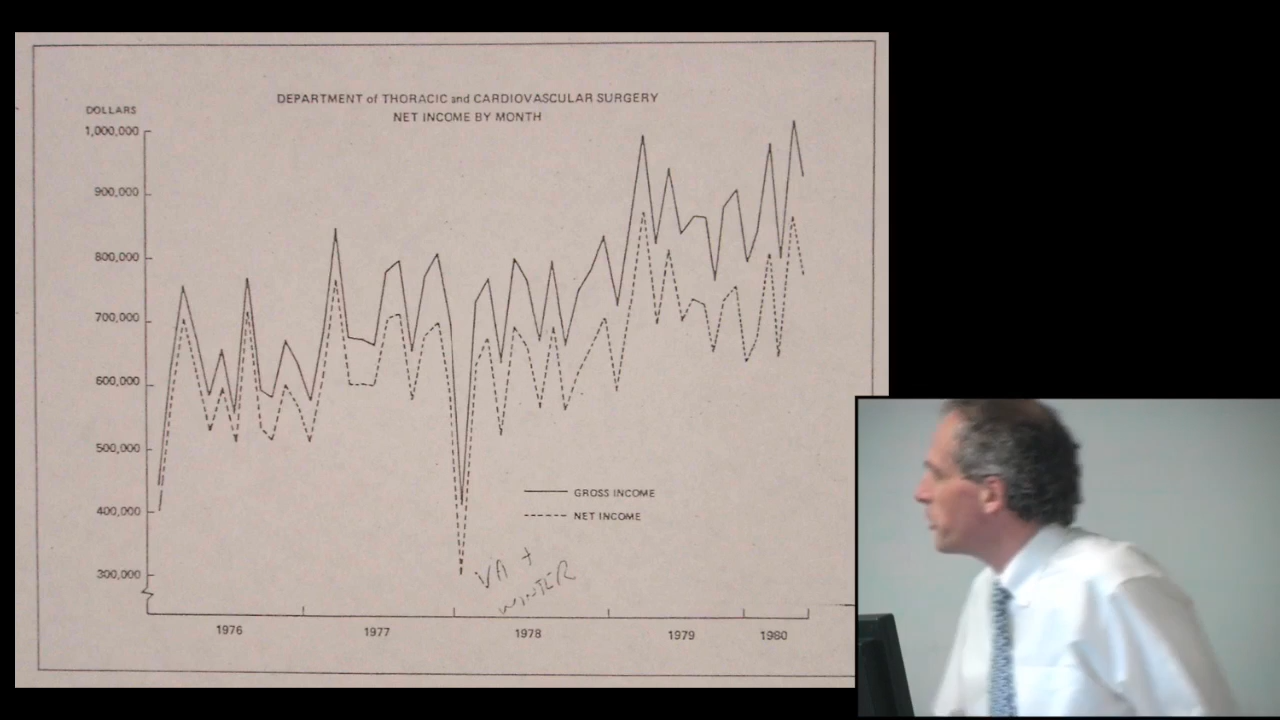 DEPARTMENT of THORACIC and CARDIOVASCULAR SURGERY
NET INCOME BY MONTH
DOLLARS
1,000,000
900,000
800,000
700,000
600,000
500,000
400,000
300,000
GROSS INCOME
NET INCOME
VA +
WINTER
1976
1977
1978
1979
1980